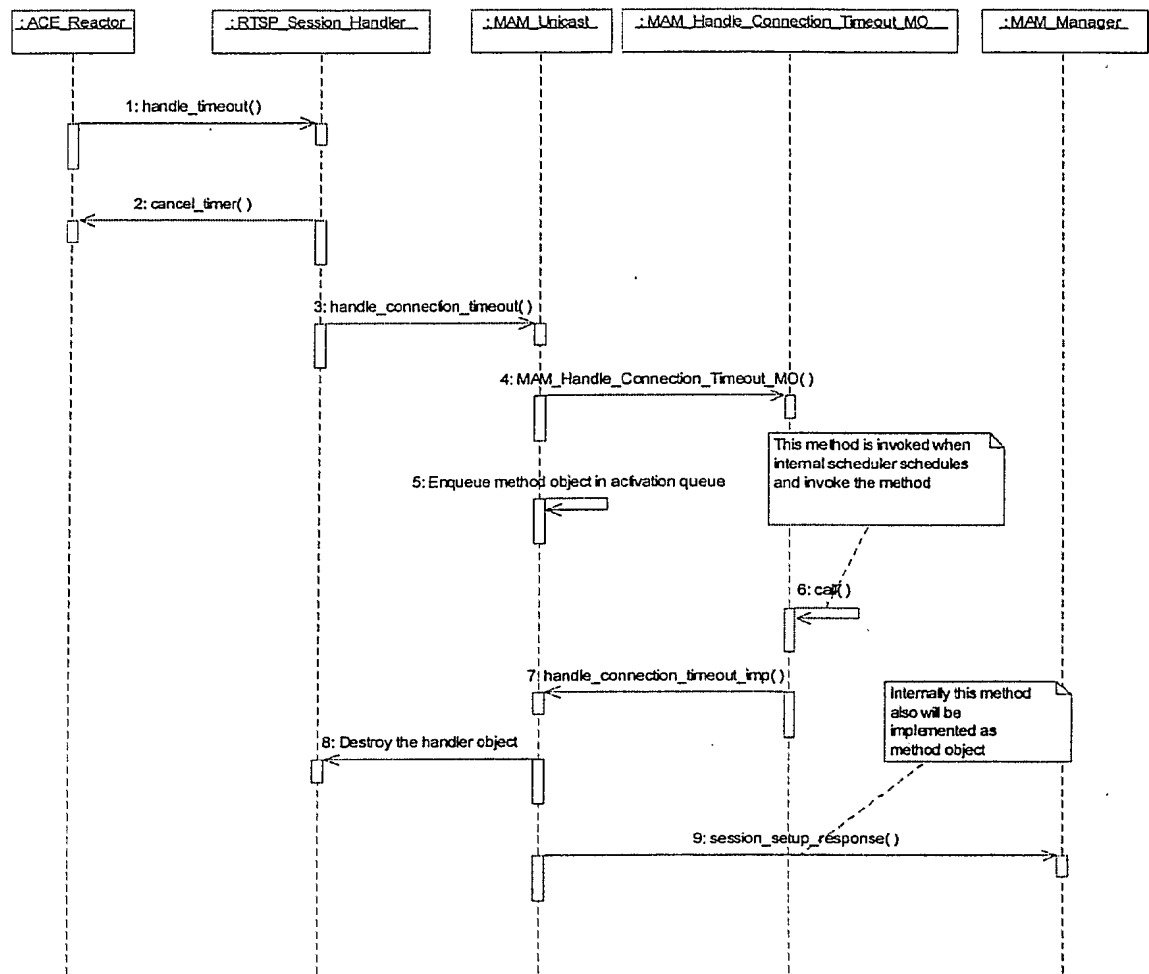 : ACE_Reactor
: RTSP_Session_Handler
: MAM_Unicast
: MAM_Handle_Connection_Timeout_MO
: MAM_Manager
1: handle_timeout( )
2: cancel_timer( )
3: handle_connection_timeout( )
4: MAM_Handle_Connection_Timeout_MO( )
This method is invoked when
internal scheduler schedules
and invoke the method
5: Enqueue method object in activation queue
6: call( )
7: handle_connection_timeout_imp( )
Internally this method
also will be
implemented as
method object
8: Destroy the handler object
9: session_setup_response( )